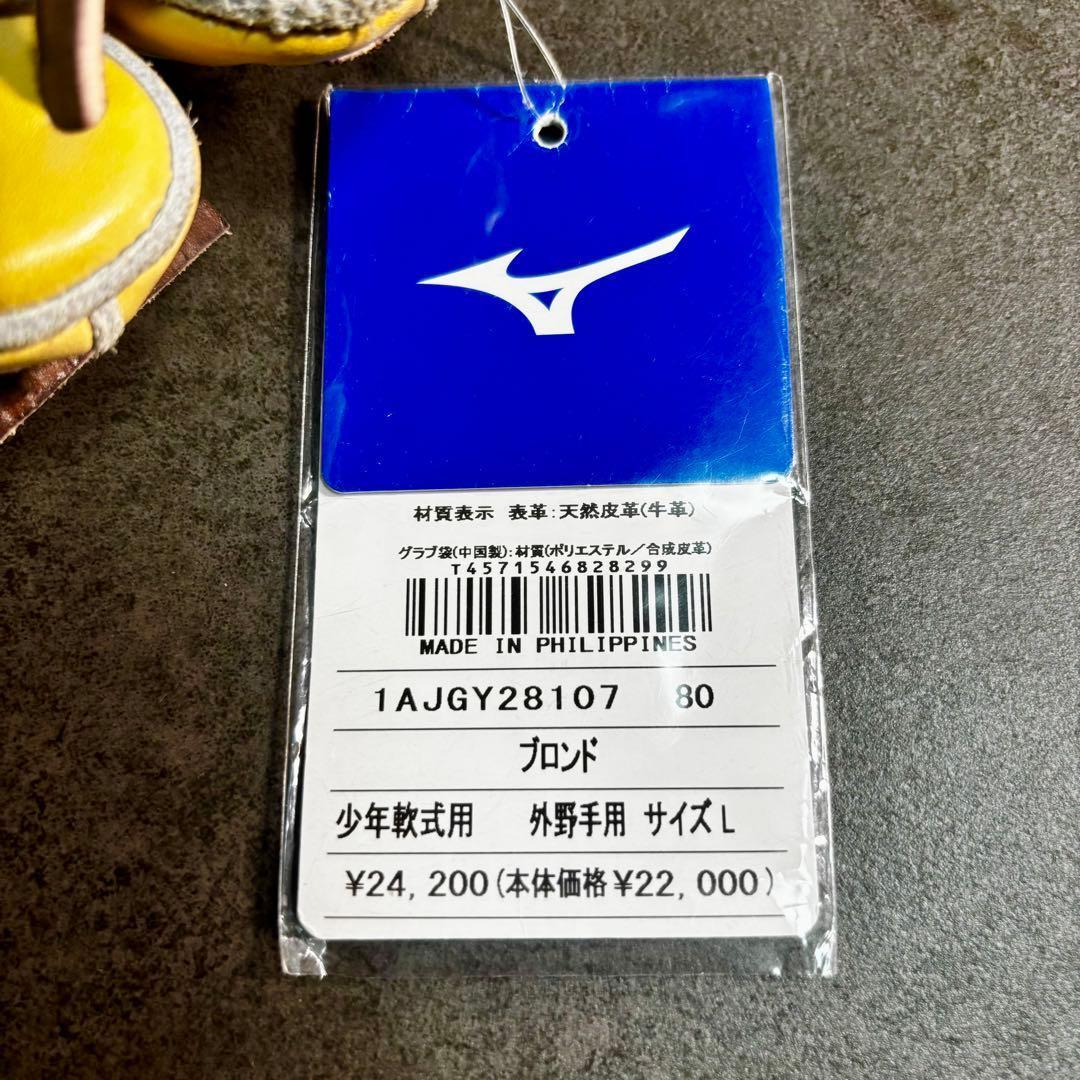 材質表示 表革:天然皮革(牛革)
グラブ袋(中国製):材質(ポリエステル/合成皮革)
T4571546828299
MADE IN PHILIPPINES
1AJGY28107 80
ブロンド
少年軟式用 外野手用 サイズL
¥24,200(本体価格¥22,000)